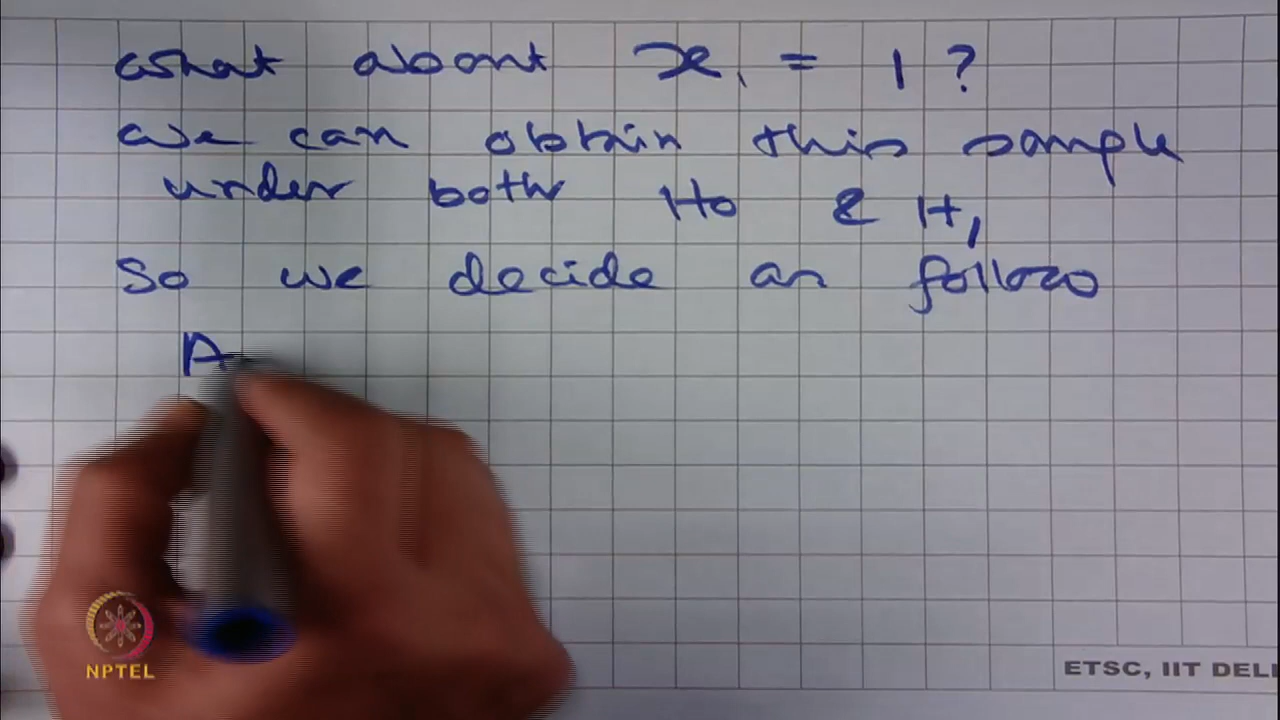 what about x₁ = 1 ?
we can obtain this sample
under both H0 & H1
So we decide as follows
A
NPTEL
ETSC, IIT DELI